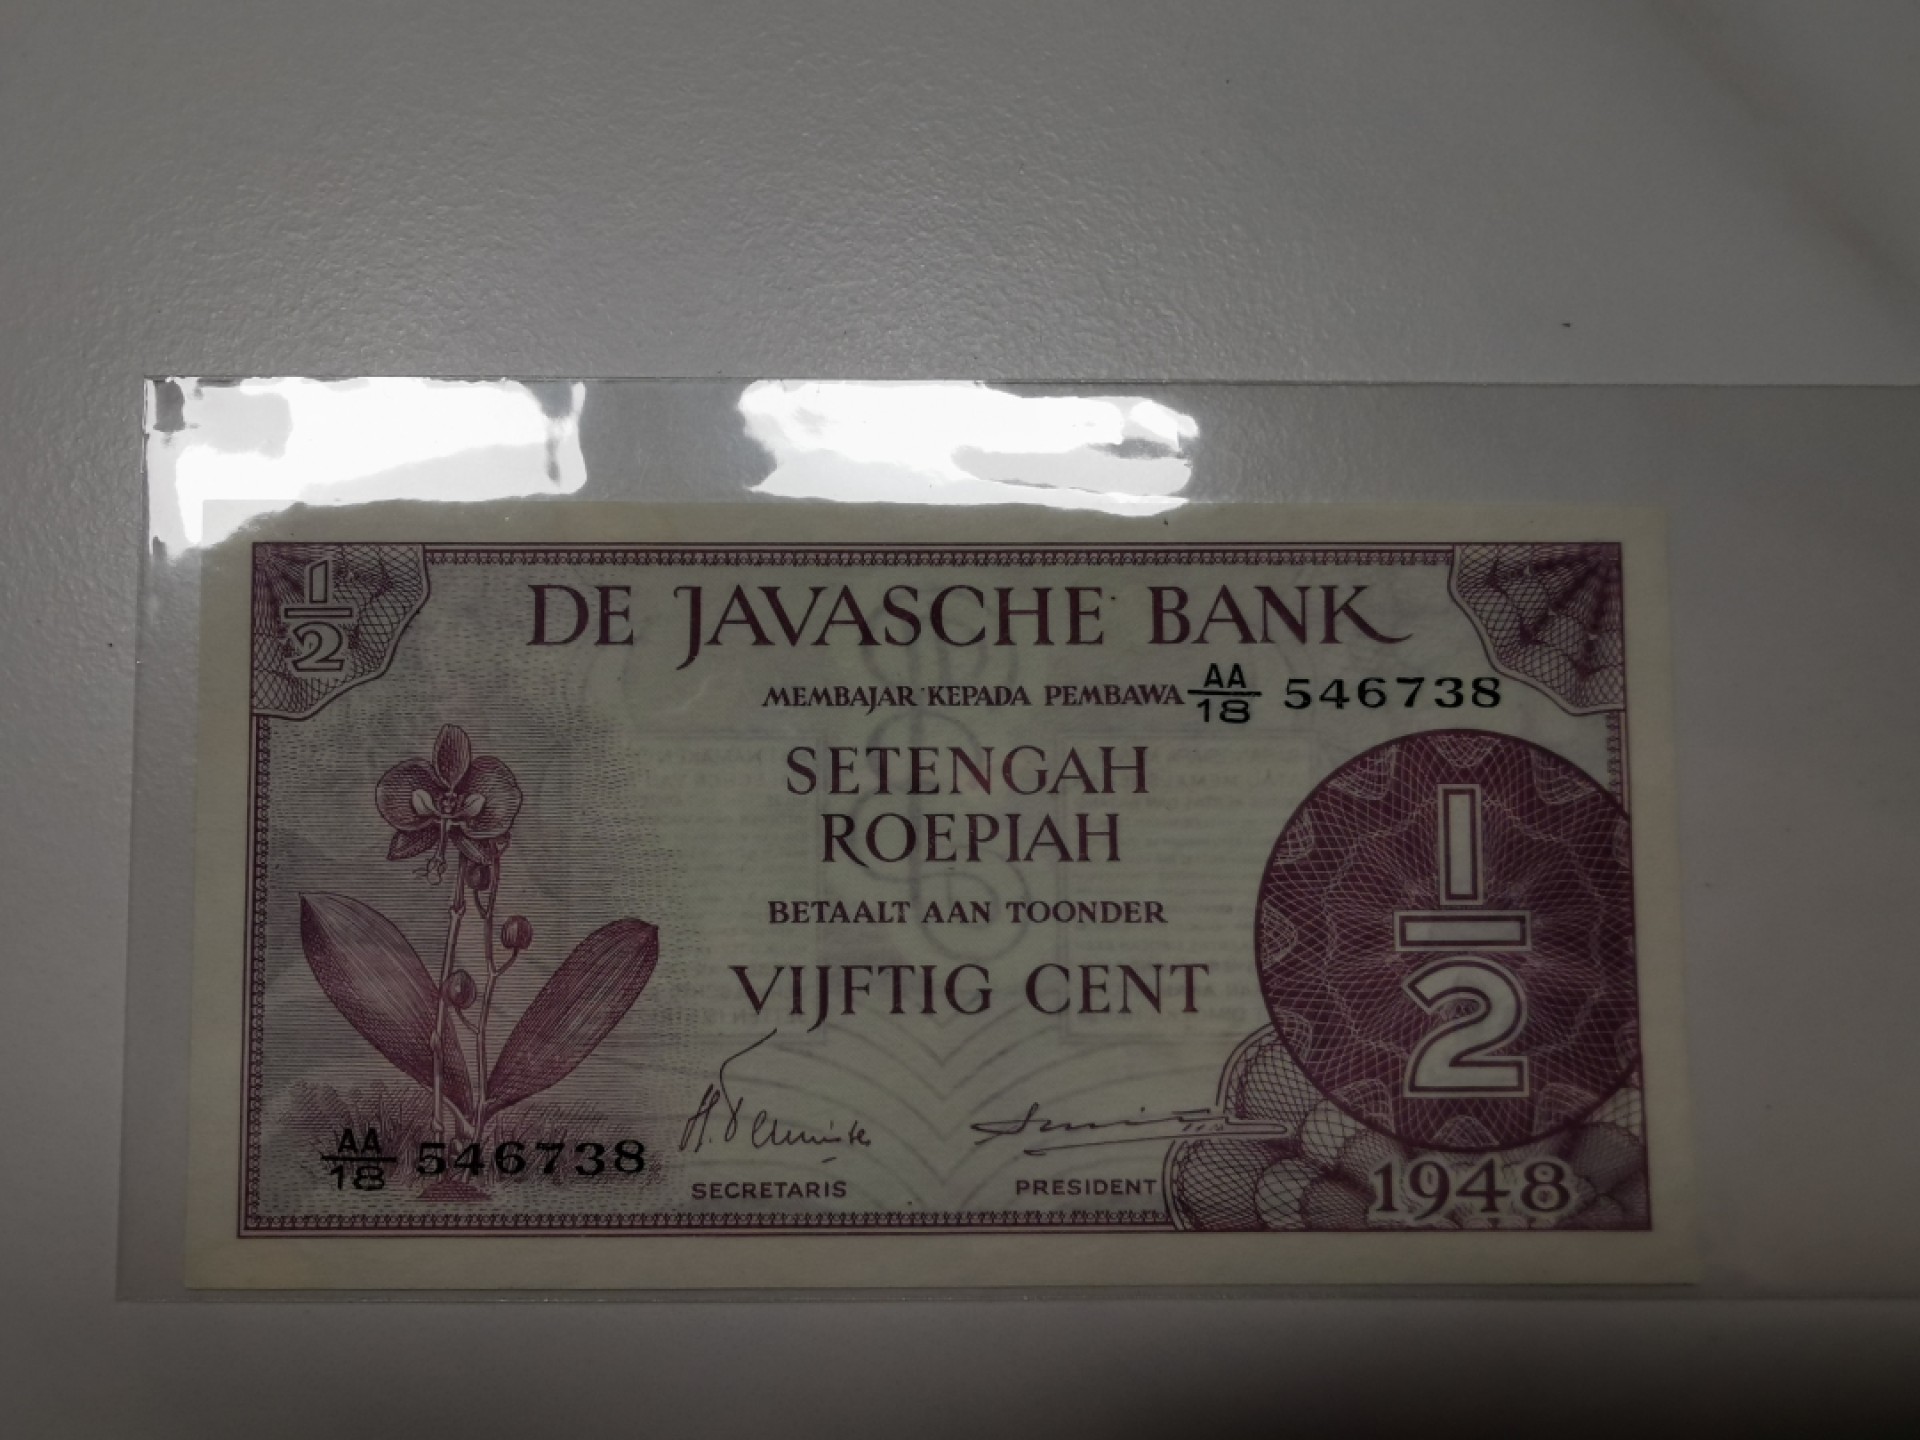 1/2
DE JAVASCHE BANK
MEMBAJAR KEPADA PEMBAWA
AA/18 546738
SETENGAH
ROEPIAH
BETAALT AAN TOONDER
VIJFTIG CENT
1/2
AA/18 546738
SECRETARIS
PRESIDENT
1948